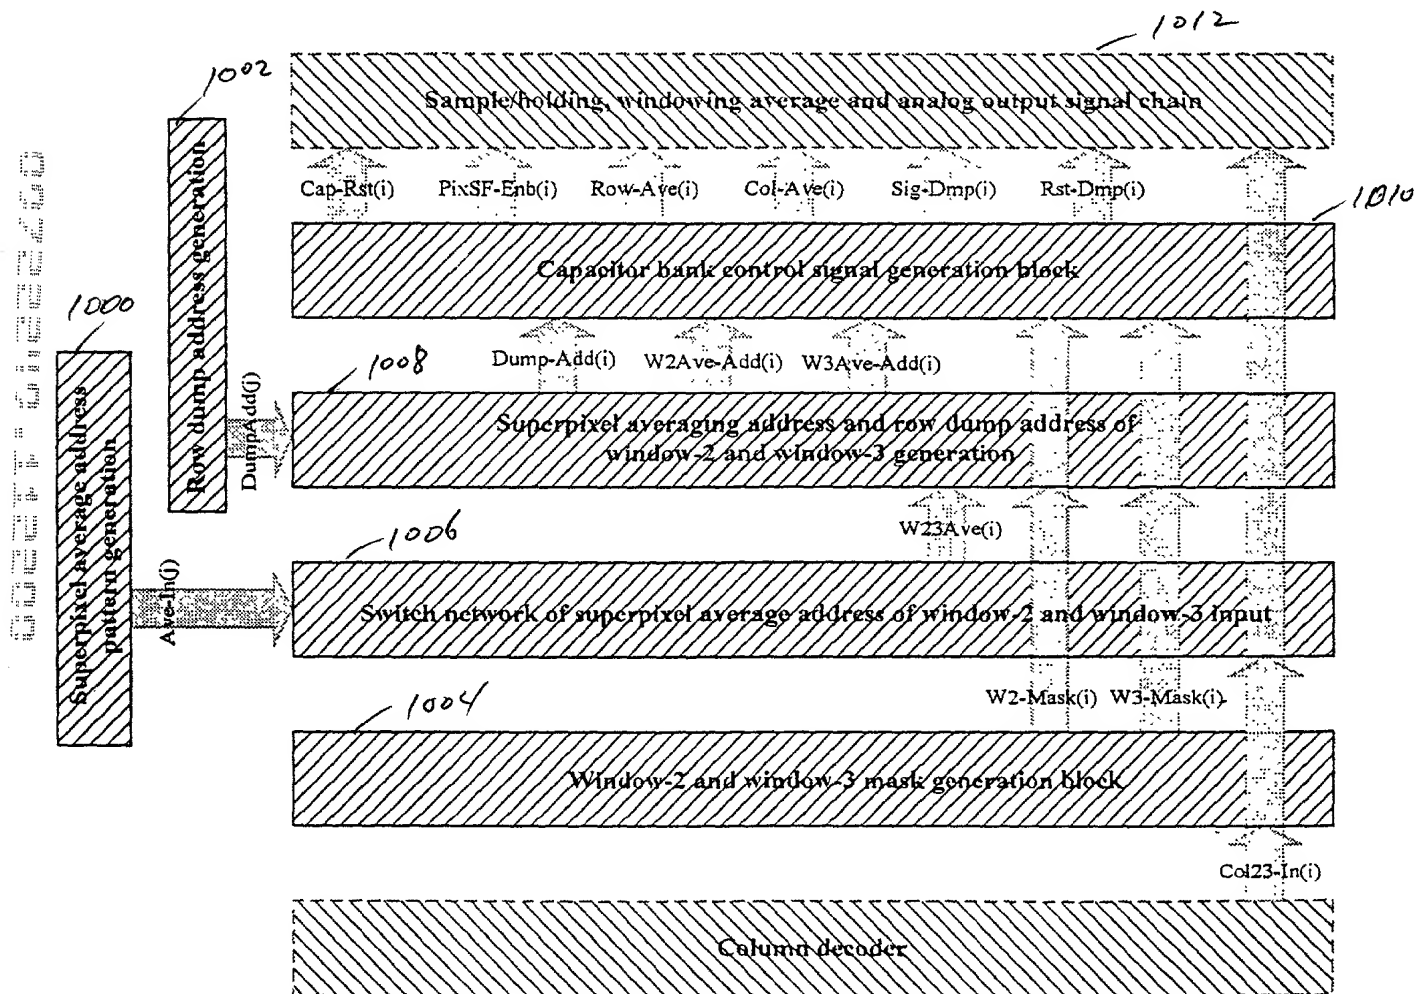 1012
1002
Sample/holding, windowing average and analog output signal chain
Cap-Rst(i) PixSF-Enb(i) Row-Ave(i) Col-Ave(i) Sig-Dmp(i) Rst-Dmp(i)
1010
Capacitor bank control signal generation block
1000
Row dump address generation
Dump-Add(i) W2Ave-Add(i) W3Ave-Add(i)
1008
DumpAdd(j)
Superpixel averaging address and row dump address of
window-2 and window-3 generation
W23Ave(i)
1006
Superpixel average address
pattern generation
Ave-In(j)
Switch network of superpixel average address of window-2 and window-3 input
W2-Mask(i) W3-Mask(i)
1004
Window-2 and window-3 mask generation block
Col23-In(i)
Column decoder